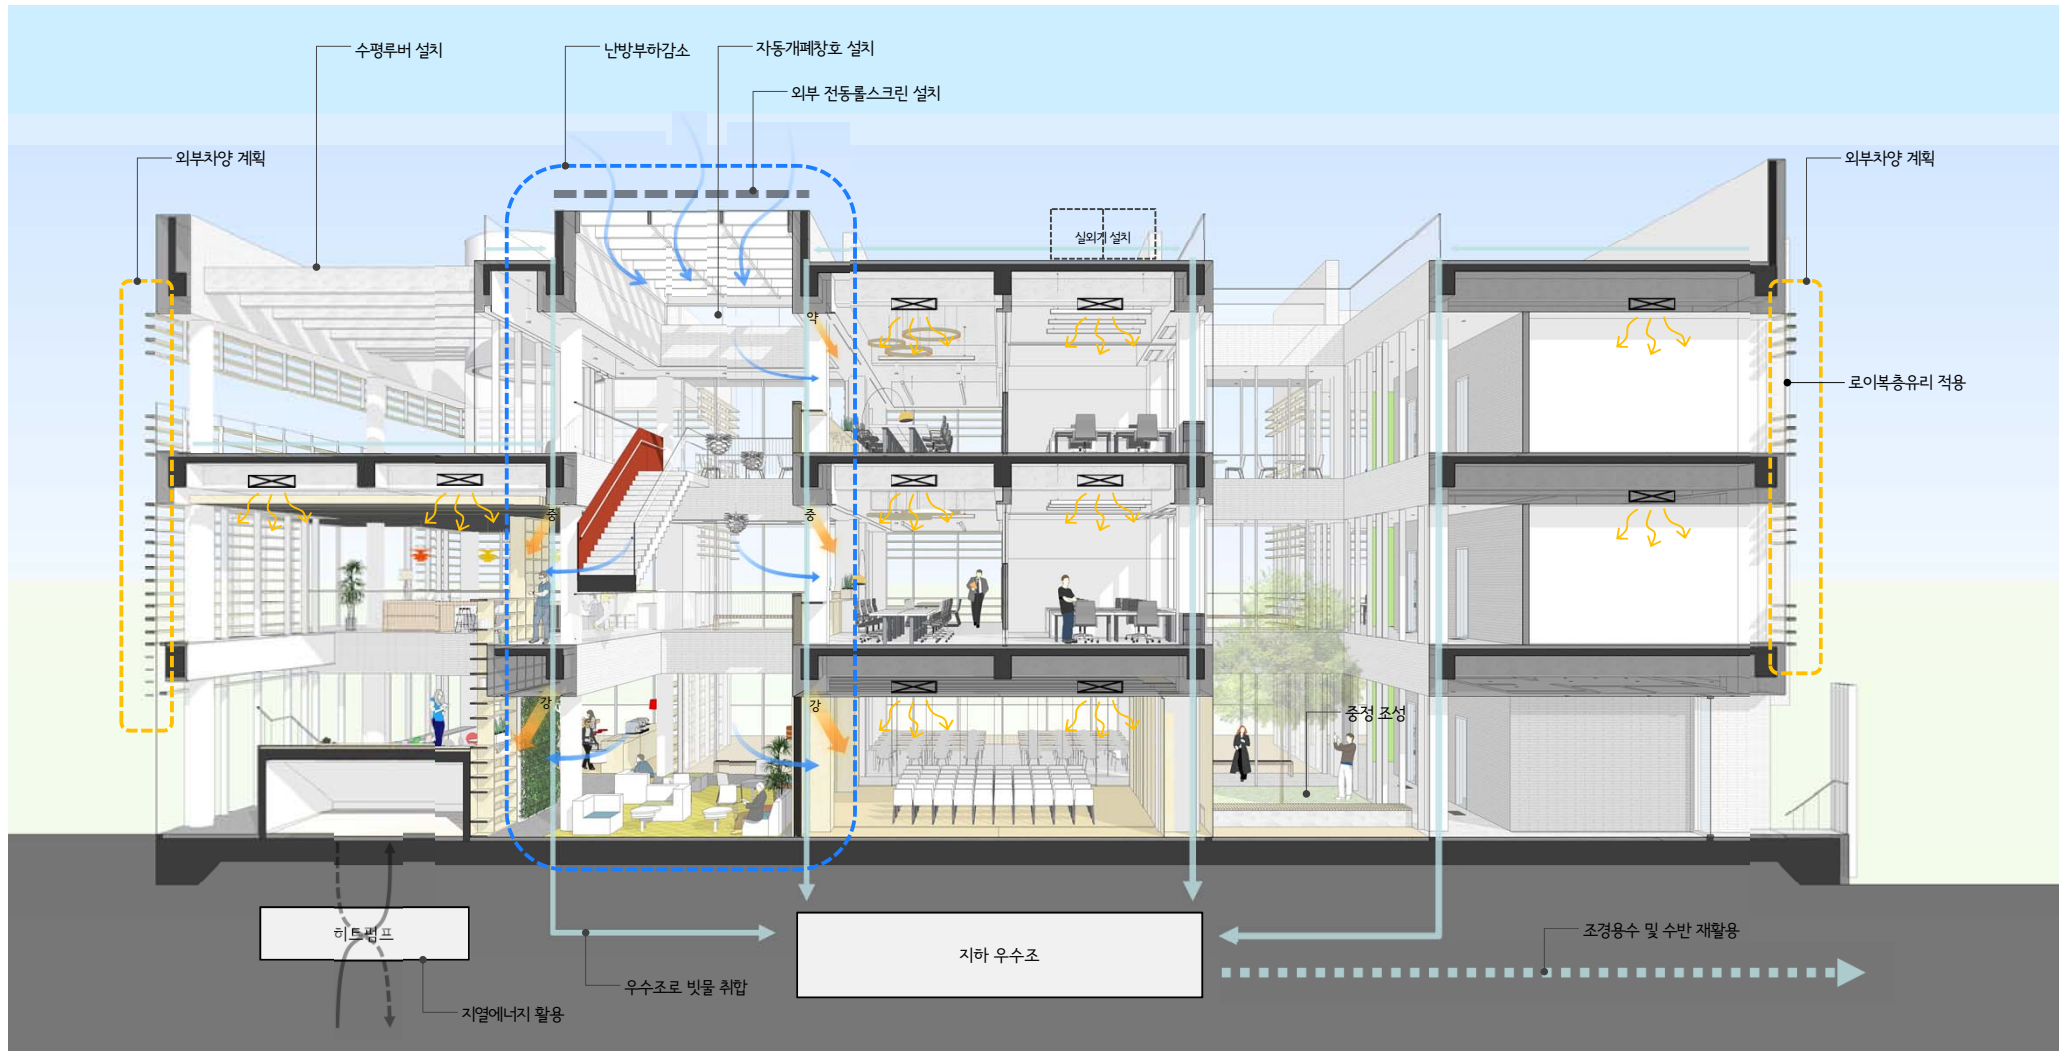 수평루버 설치
난방부하감소
자동개폐창호 설치
외부 전동롤스크린 설치
외부차양 계획
외부차양 계획
실외기 설치
약
로이복층유리 적용
중
중
강
강
중정 조성
히트펌프
지하 우수조
조경용수 및 수반 재활용
우수조로 빗물 취합
지열에너지 활용